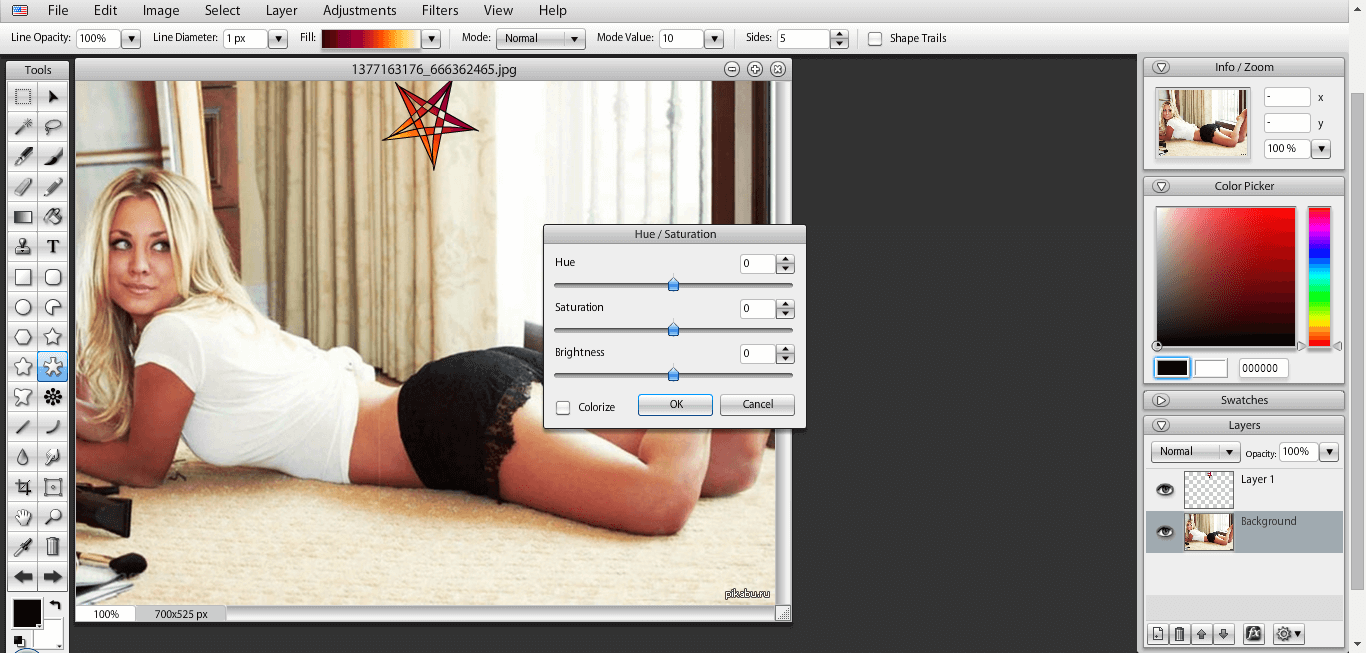 File Edit Image Select Layer Adjustments Filters View Help
Line Opacity: 100% Line Diameter: 1 px Fill: Mode: Normal Mode Value: 10 Sides: 5 Shape Trails
Tools
1377163176_666362465.jpg
T
Hue / Saturation
Hue 0
Saturation 0
Brightness 0
Colorize OK Cancel
pikabu.ru
100% 700x525 px
Info / Zoom
- x
- y
100 %
Color Picker
000000
Swatches
Layers
Normal Opacity: 100%
Layer 1
Background
fx